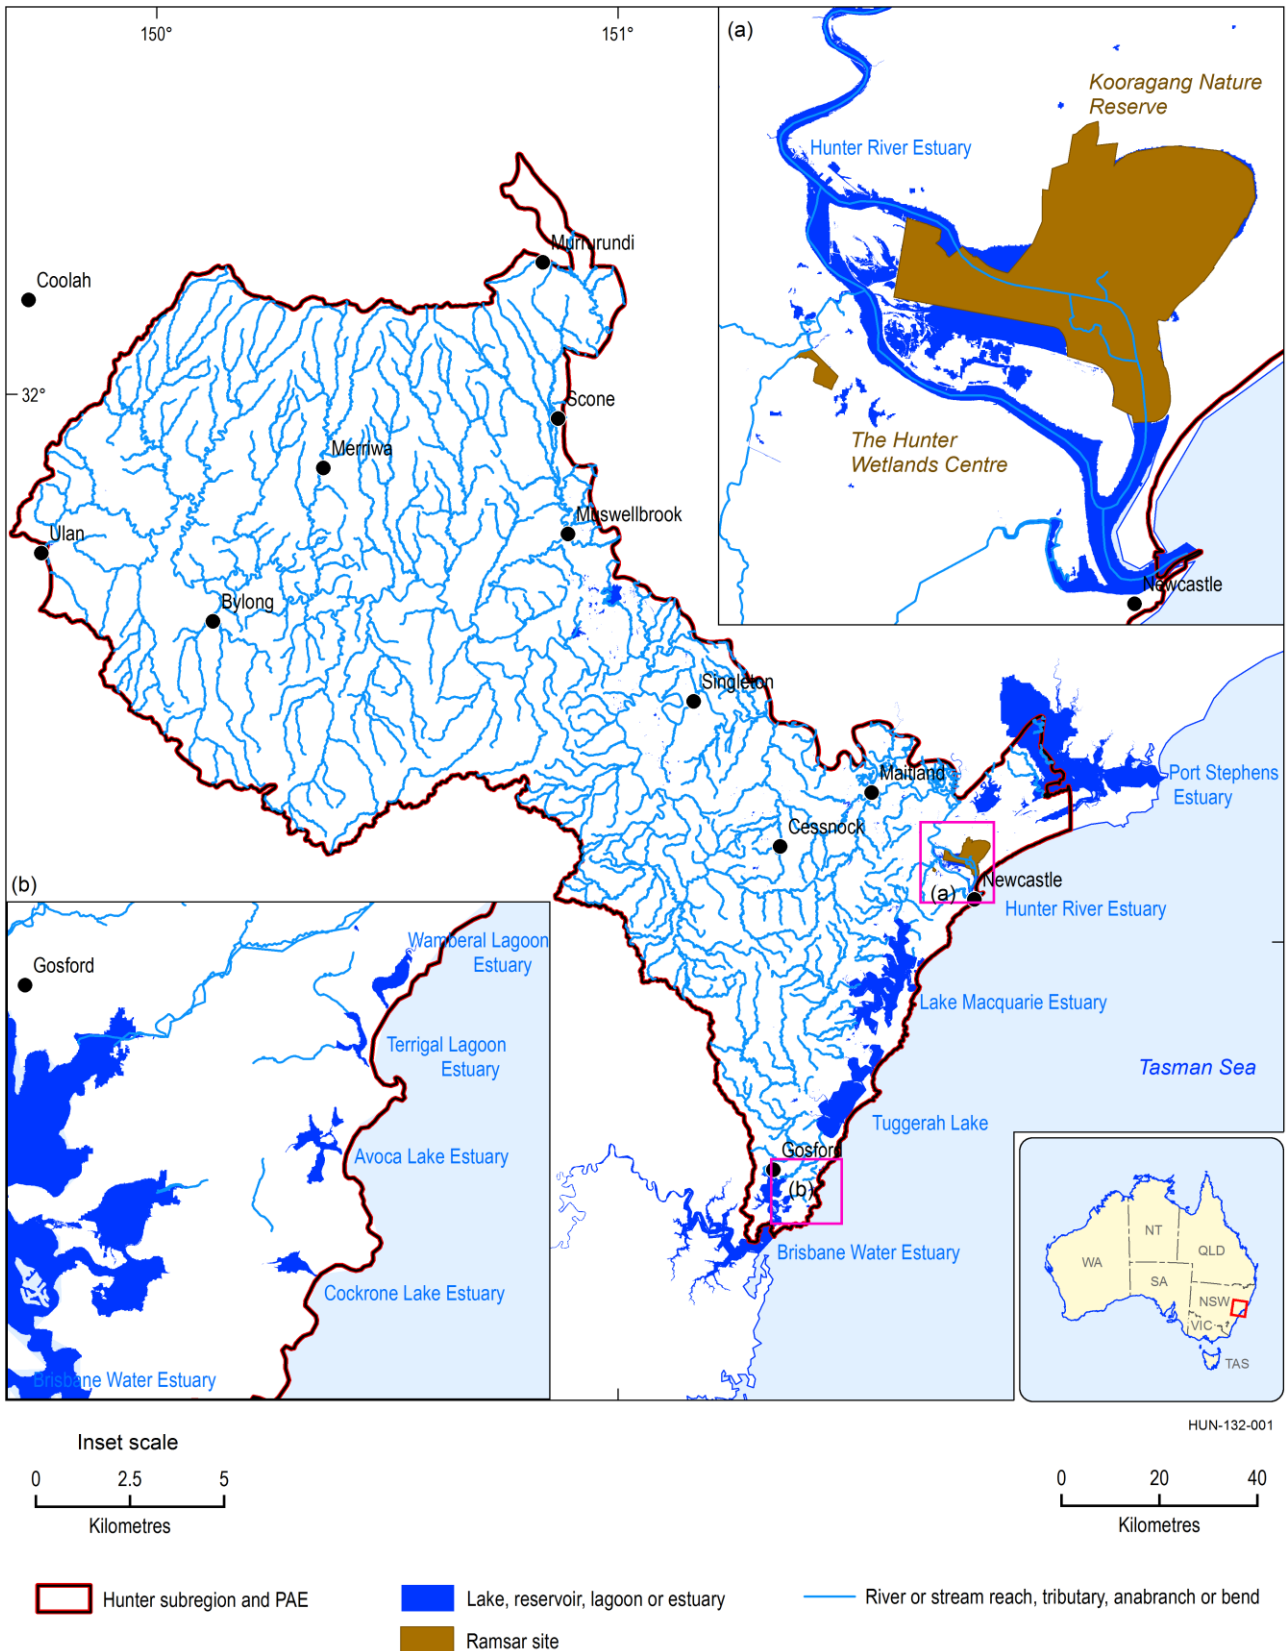 150°
151°
32°
(a)
Kooragang Nature
Reserve
Hunter River Estuary
The Hunter
Wetlands Centre
Newcastle
Murrurundi
Coolah
Scone
Merriwa
Muswellbrook
Ulan
Bylong
Singleton
Maitland
Port Stephens
Estuary
Cessnock
(a)
Newcastle
Hunter River Estuary
Lake Macquarie Estuary
Tasman Sea
Tuggerah Lake
Gosford
(b)
Brisbane Water Estuary
(b)
Gosford
Wamberal Lagoon
Estuary
Terrigal Lagoon
Estuary
Avoca Lake Estuary
Cockrone Lake Estuary
Brisbane Water Estuary
WA
NT
QLD
SA
NSW
VIC
TAS
HUN-132-001
Inset scale
0 2.5 5
Kilometres
0 20 40
Kilometres
Hunter subregion and PAE
Lake, reservoir, lagoon or estuary
River or stream reach, tributary, anabranch or bend
Ramsar site